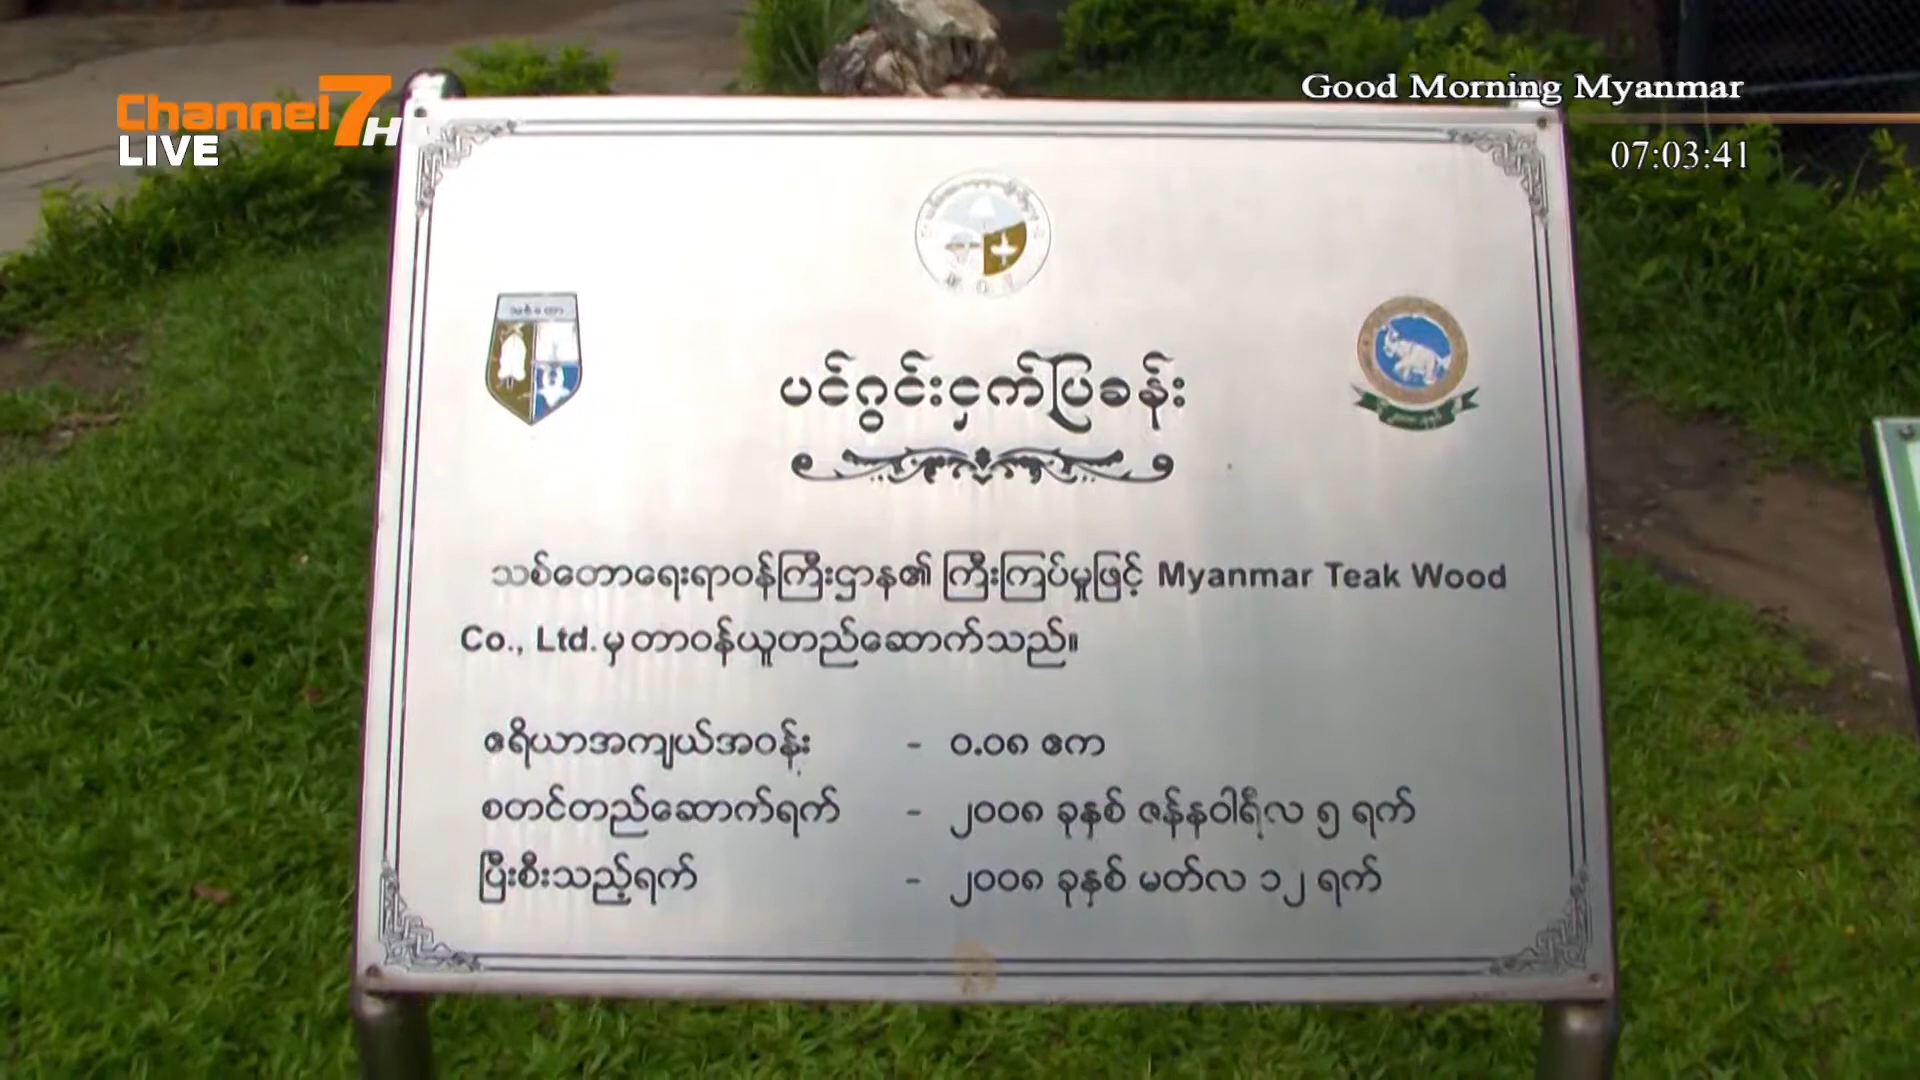 Channel 7 H
LIVE
Good Morning Myanmar
07:03:41
ပင်ဂွင်းငှက်ပြခန်း
သစ်တောရေးရာဝန်ကြီးဌာန၏ ကြီးကြပ်မှုဖြင့် Myanmar Teak Wood
Co., Ltd. မှ တာဝန်ယူတည်ဆောက်သည်။
ဧရိယာအကျယ်အဝန်း - ၀.၀၈ ဧက
စတင်တည်ဆောက်ရက် - ၂၀၀၈ ခုနှစ် ဇန်နဝါရီလ ၅ ရက်
ပြီးစီးသည့်ရက် - ၂၀၀၈ ခုနှစ် မတ်လ ၁၂ ရက်